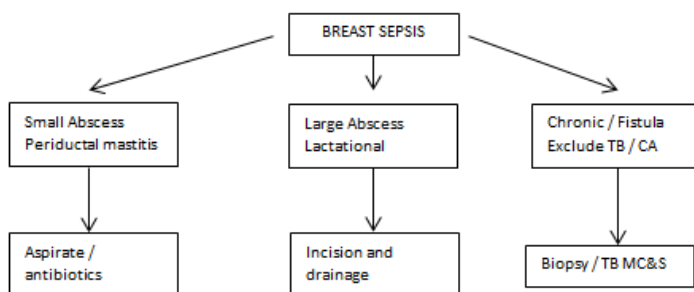 BREAST SEPSIS
Small Abscess
Periductal mastitis
Large Abscess
Lactational
Chronic / Fistula
Exclude TB / CA
Aspirate /
antibiotics
Incision and
drainage
Biopsy / TB MC&S